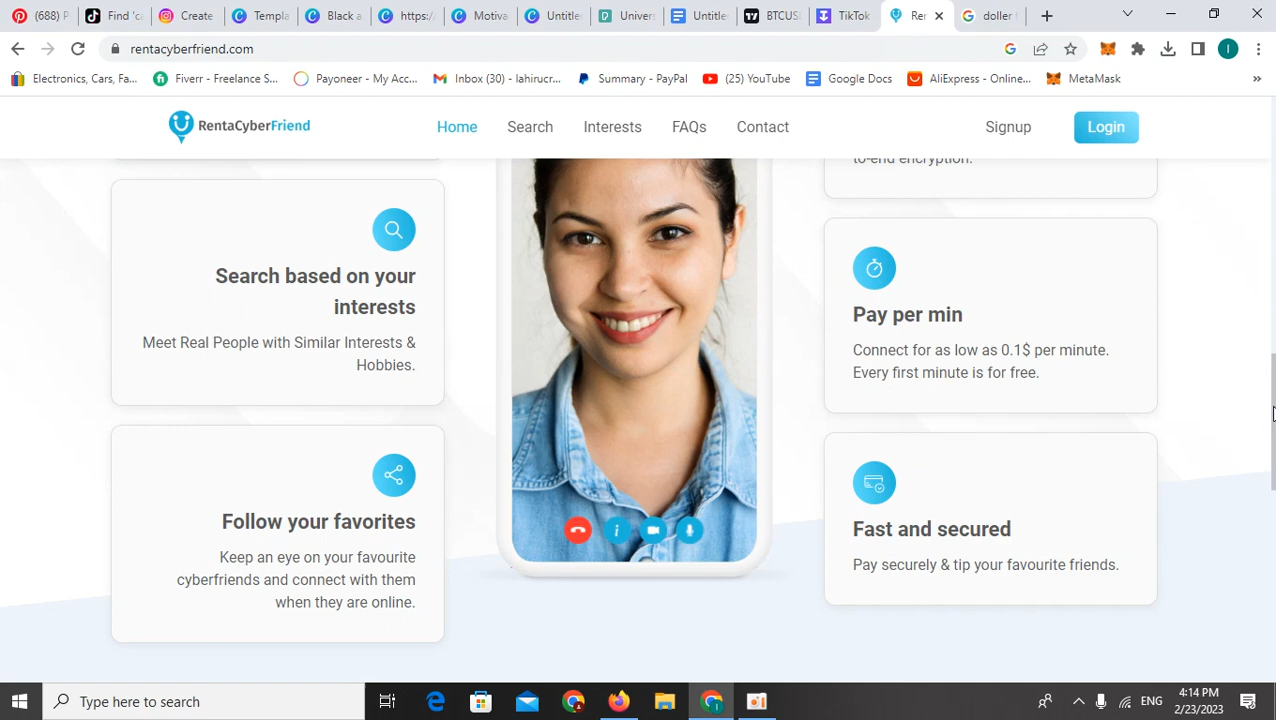 (688) P
Find 'Ca
Create
Templa
Black
https:/
Motiva
Untitle
Univers
Untitle
BTCUS
TikTok
Rer
doller t
rentacyberfriend.com
Electronics, Cars, Fa...
Fiverr - Freelance S...
Payoneer - My Acc...
Inbox (30) - lahirucr...
Summary - PayPal
(25) YouTube
Google Docs
AliExpress - Online...
MetaMask
»
RentaCyberFriend
Home
Search
Interests
FAQs
Contact
Signup
Login
to-end encryption.
Search based on your
interests
Meet Real People with Similar Interests &
Hobbies.
Pay per min
Connect for as low as 0.1$ per minute.
Every first minute is for free.
Follow your favorites
Keep an eye on your favourite
cyberfriends and connect with them
when they are online.
Fast and secured
Pay securely & tip your favourite friends.
Type here to search
ENG
4:14 PM
2/23/2023